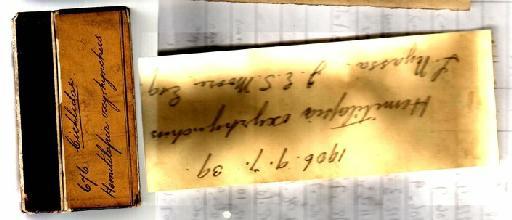 676 Cichlidae
Hemitilapia oxyrhynchus
1906. 9. 7. 39.
Hemitilapia oxyrhynchus
L. Nyassa. J. E. S. Moore Esq